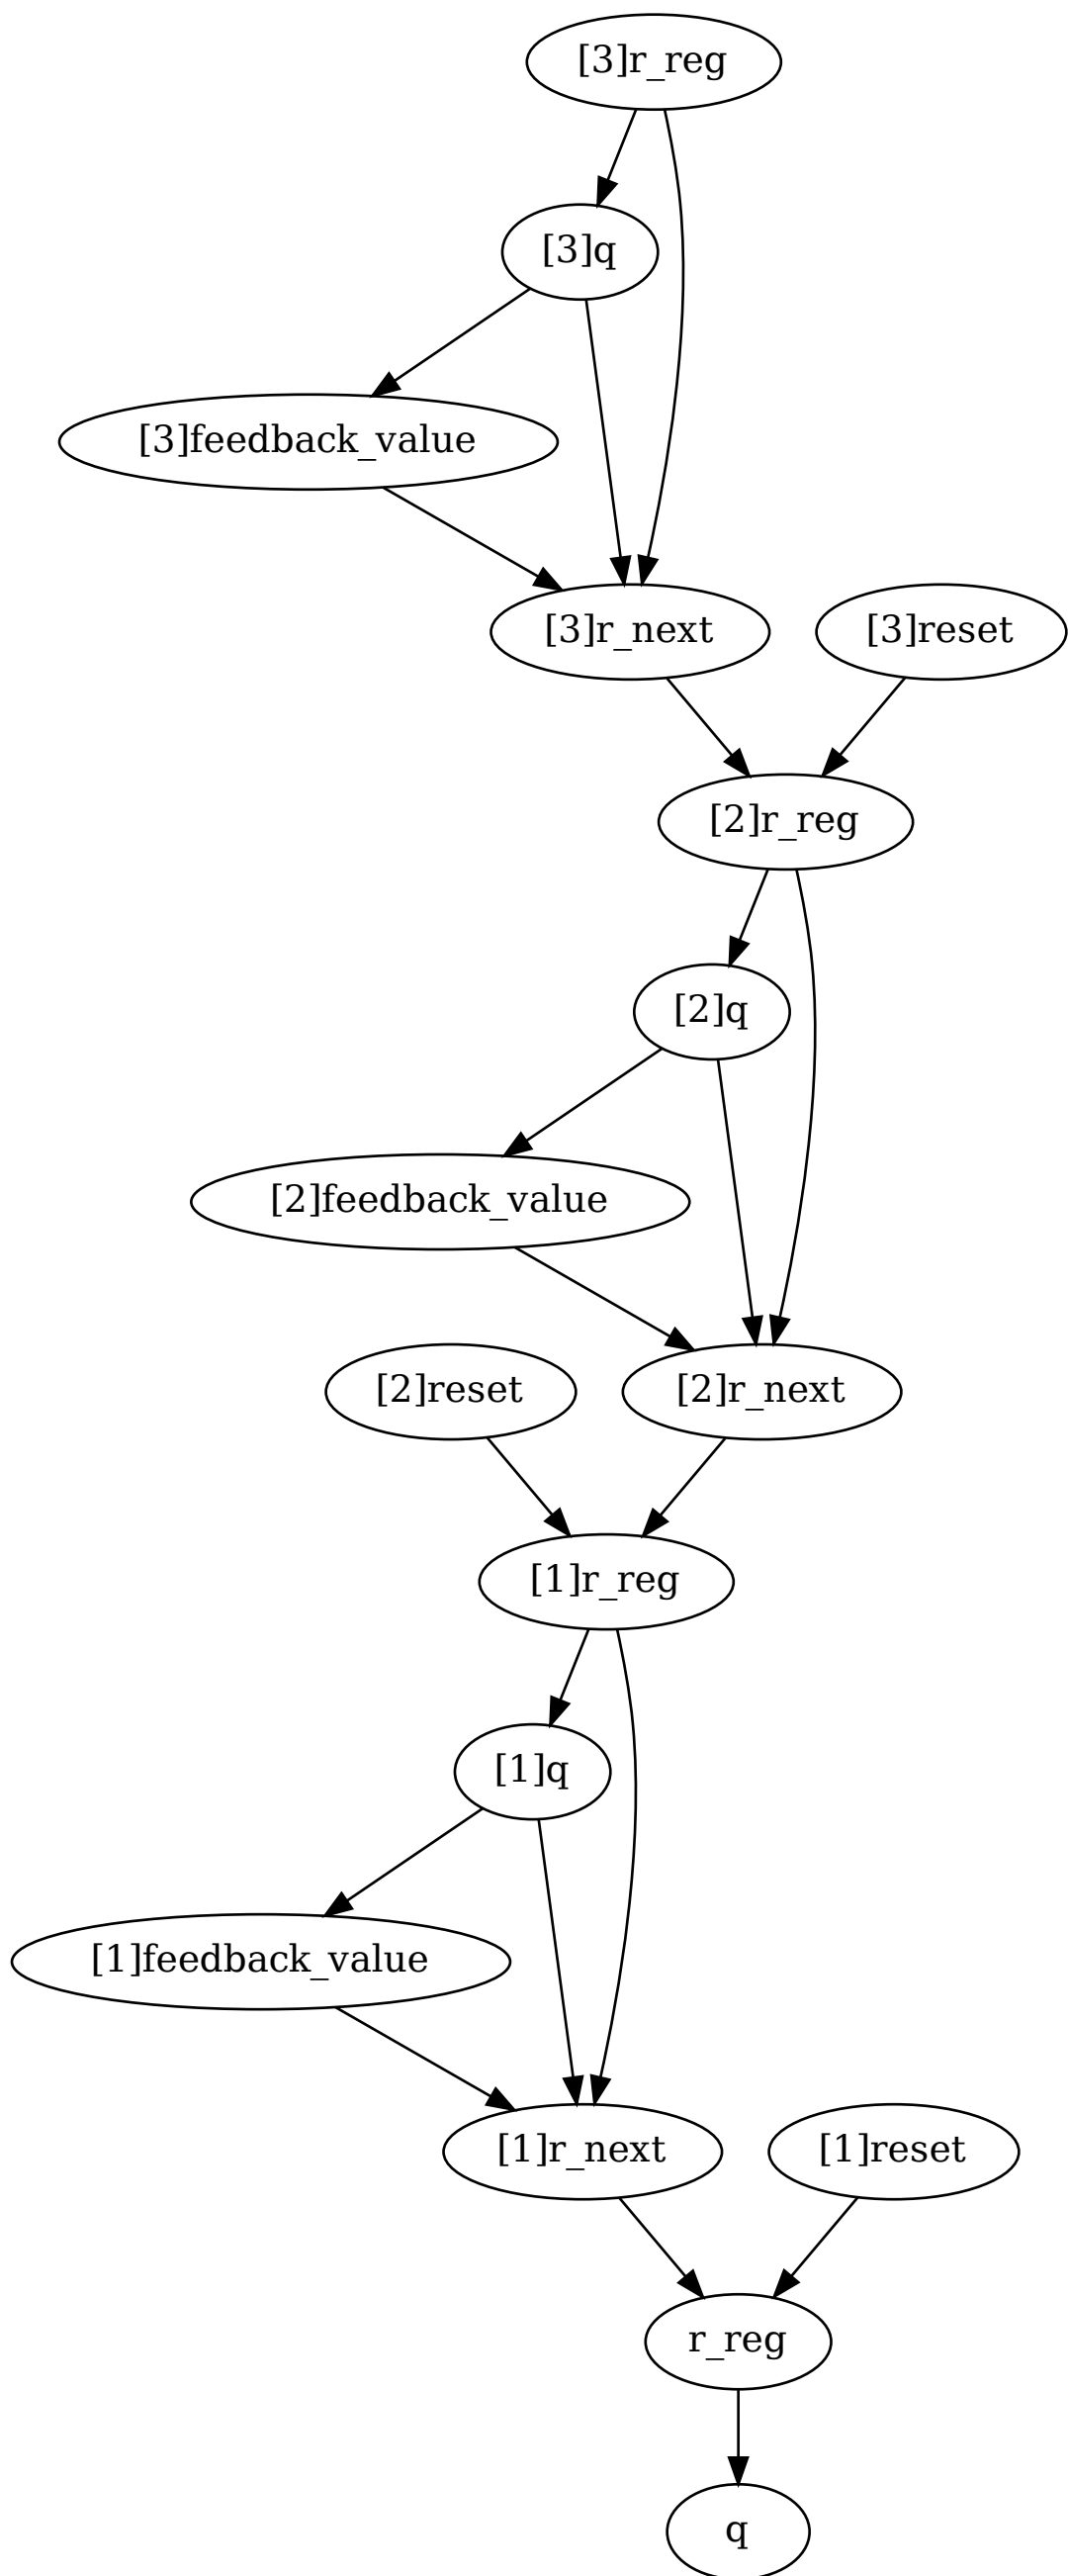 [3]r_reg
[3]q
[3]feedback_value
[3]r_next
[3]reset
[2]r_reg
[2]q
[2]feedback_value
[2]reset
[2]r_next
[1]r_reg
[1]q
[1]feedback_value
[1]r_next
[1]reset
r_reg
q